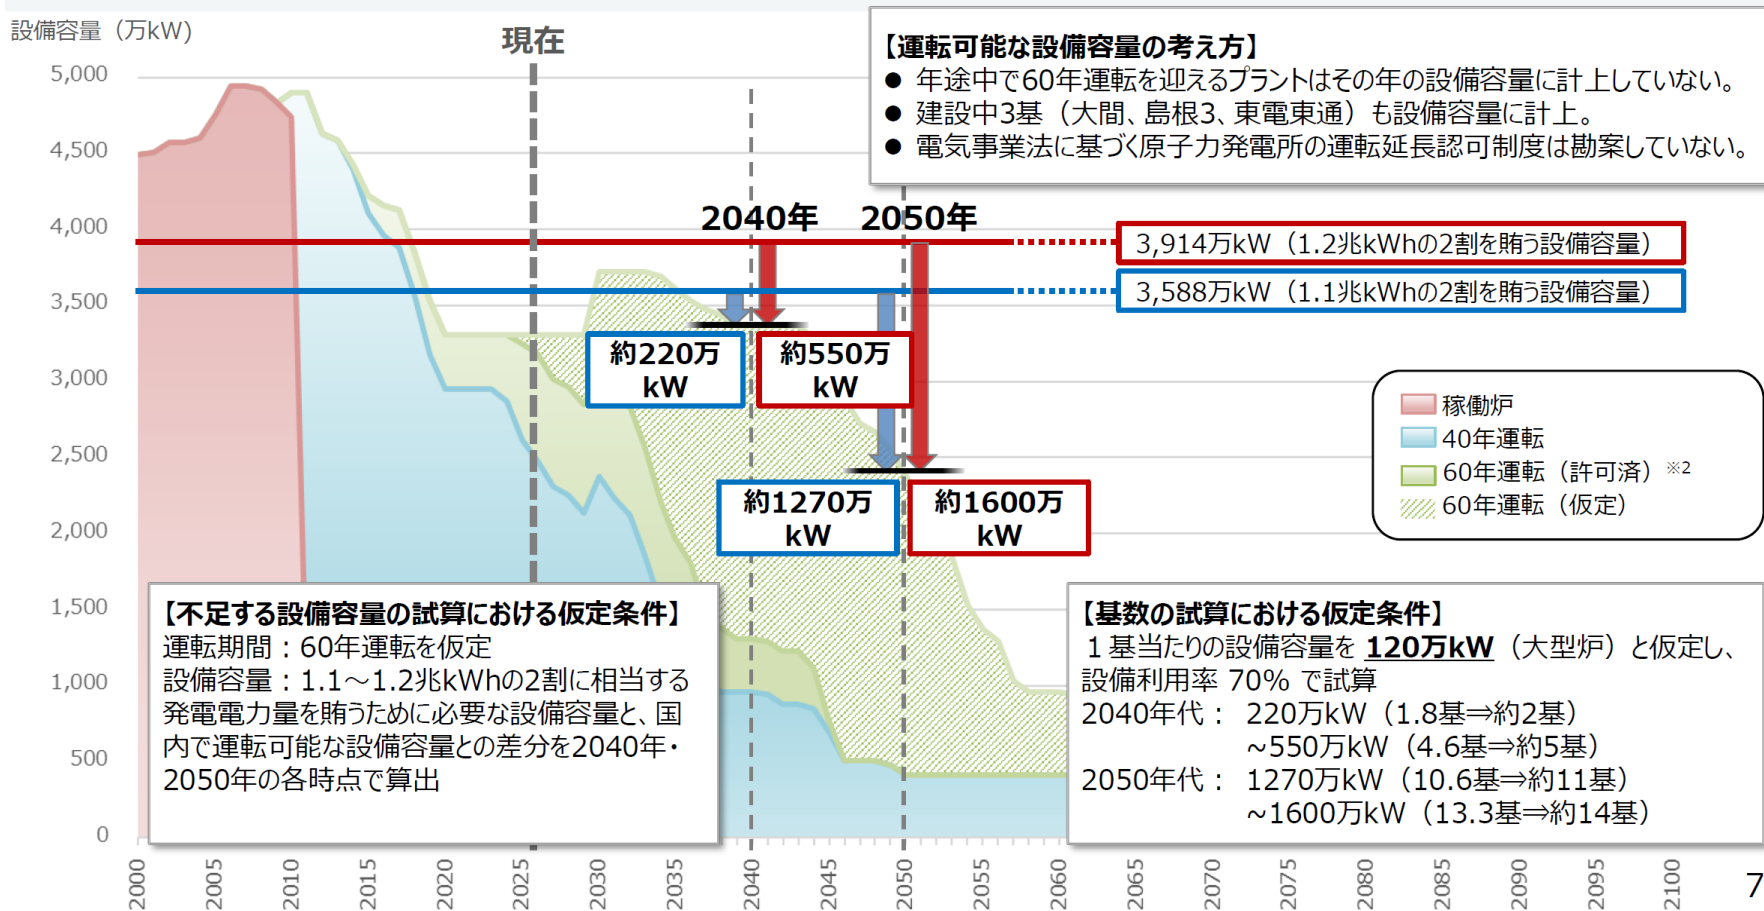 設備容量（万kW）
現在
【運転可能な設備容量の考え方】
● 年途中で60年運転を迎えるプラントはその年の設備容量に計上していない。
● 建設中3基（大間、島根3、東電東通）も設備容量に計上。
● 電気事業法に基づく原子力発電所の運転延長認可制度は勘案していない。
5,000
4,500
4,000
3,500
3,000
2,500
2,000
1,500
1,000
500
0
2040年
2050年
3,914万kW（1.2兆kWhの2割を賄う設備容量）
3,588万kW（1.1兆kWhの2割を賄う設備容量）
約220万
kW
約550万
kW
約1270万
kW
約1600万
kW
稼働炉
40年運転
60年運転（許可済）※2
60年運転（仮定）
【不足する設備容量の試算における仮定条件】
運転期間：60年運転を仮定
設備容量：1.1～1.2兆kWhの2割に相当する
発電電力量を賄うために必要な設備容量と、国
内で運転可能な設備容量との差分を2040年・
2050年の各時点で算出
【基数の試算における仮定条件】
１基当たりの設備容量を 120万kW（大型炉）と仮定し、
設備利用率 70% で試算
2040年代： 220万kW（1.8基⇒約2基）
~550万kW（4.6基⇒約5基）
2050年代： 1270万kW（10.6基⇒約11基）
~1600万kW（13.3基⇒約14基）
2000
2005
2010
2015
2020
2025
2030
2035
2040
2045
2050
2055
2060
2065
2070
2075
2080
2085
2090
2095
2100
7